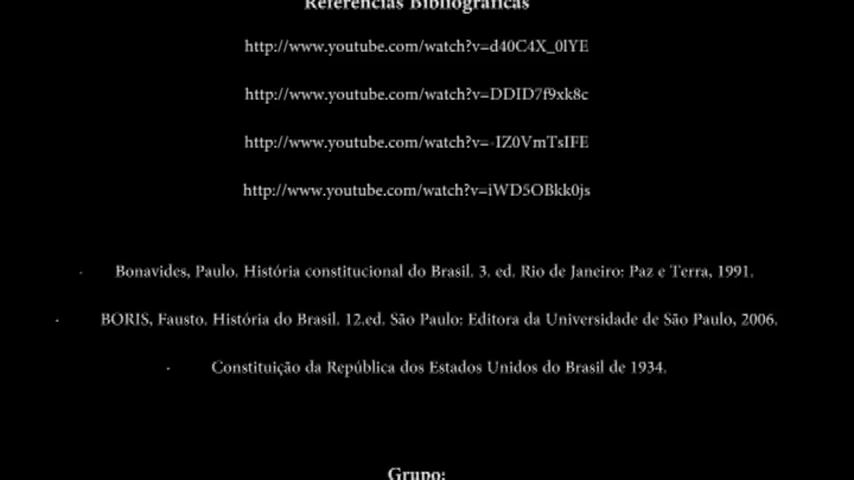 Referências Bibliográficas
http://www.youtube.com/watch?v=d40C4X_0lYE
http://www.youtube.com/watch?v=DDID7f9xk8c
http://www.youtube.com/watch?v=-IZ0VmTsIFE
http://www.youtube.com/watch?v=iWD5OBkk0js
- Bonavides, Paulo. História constitucional do Brasil. 3. ed. Rio de Janeiro: Paz e Terra, 1991.
- BORIS, Fausto. História do Brasil. 12.ed. São Paulo: Editora da Universidade de São Paulo, 2006.
- Constituição da República dos Estados Unidos do Brasil de 1934.
Grupo: